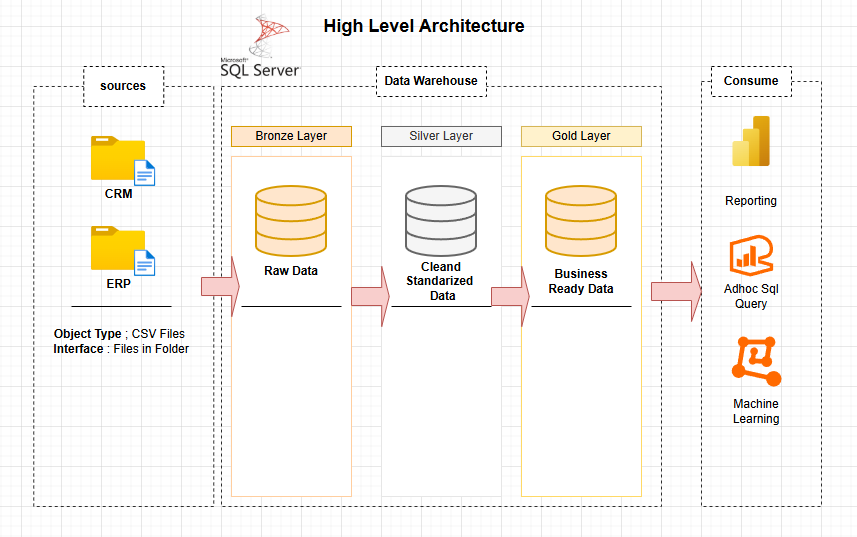 High Level Architecture
Microsoft®
SQL Server
sources
Data Warehouse
Consume
Bronze Layer
Silver Layer
Gold Layer
CRM
ERP
Object Type ; CSV Files
Interface : Files in Folder
Raw Data
Cleand
Standarized
Data
Business
Ready Data
Reporting
Adhoc Sql
Query
Machine
Learning